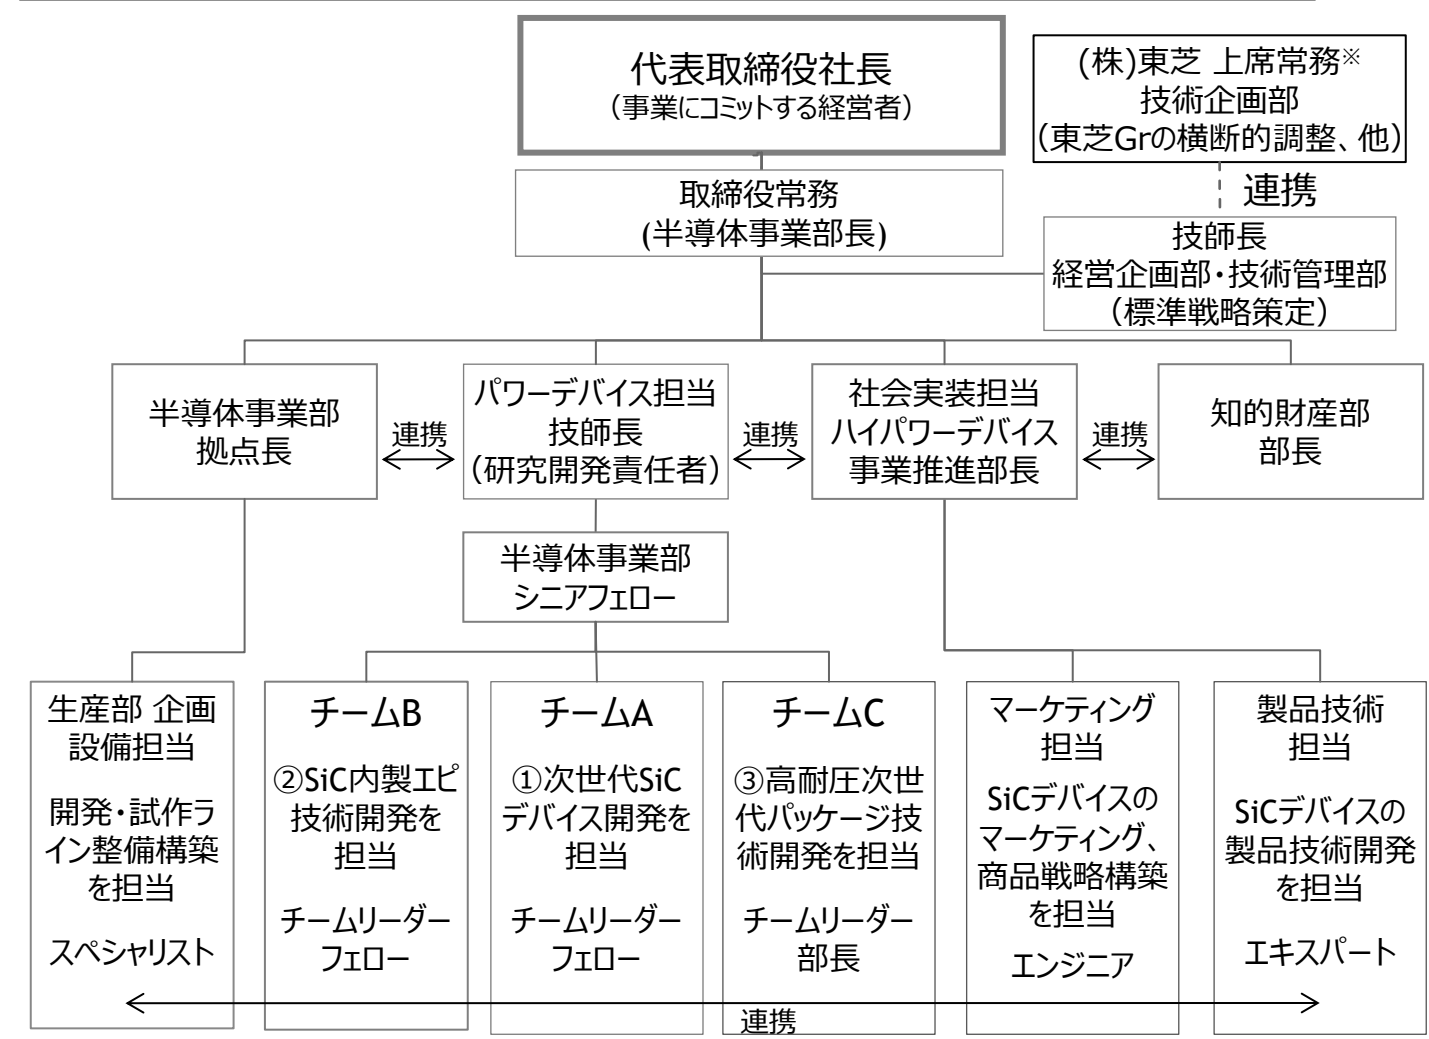 代表取締役社長
（事業にコミットする経営者）
(株)東芝 上席常務※
技術企画部
（東芝Grの横断的調整、他）
連携
取締役常務
(半導体事業部長)
技師長
経営企画部・技術管理部
（標準戦略策定）
半導体事業部
拠点長
連携
パワーデバイス担当
技師長
（研究開発責任者）
連携
社会実装担当
ハイパワーデバイス
事業推進部長
連携
知的財産部
部長
半導体事業部
シニアフェロー
生産部 企画
設備担当
開発・試作ラ
イン整備構築
を担当
スペシャリスト
チームB
②SiC内製エピ
技術開発を
担当
チームリーダー
フェロー
チームA
①次世代SiC
デバイス開発を
担当
チームリーダー
フェロー
チームC
③高耐圧次世
代パッケージ技
術開発を担当
チームリーダー
部長
マーケティング
担当
SiCデバイスの
マーケティング、
商品戦略構築
を担当
エンジニア
製品技術
担当
SiCデバイスの
製品技術開発
を担当
エキスパート
連携